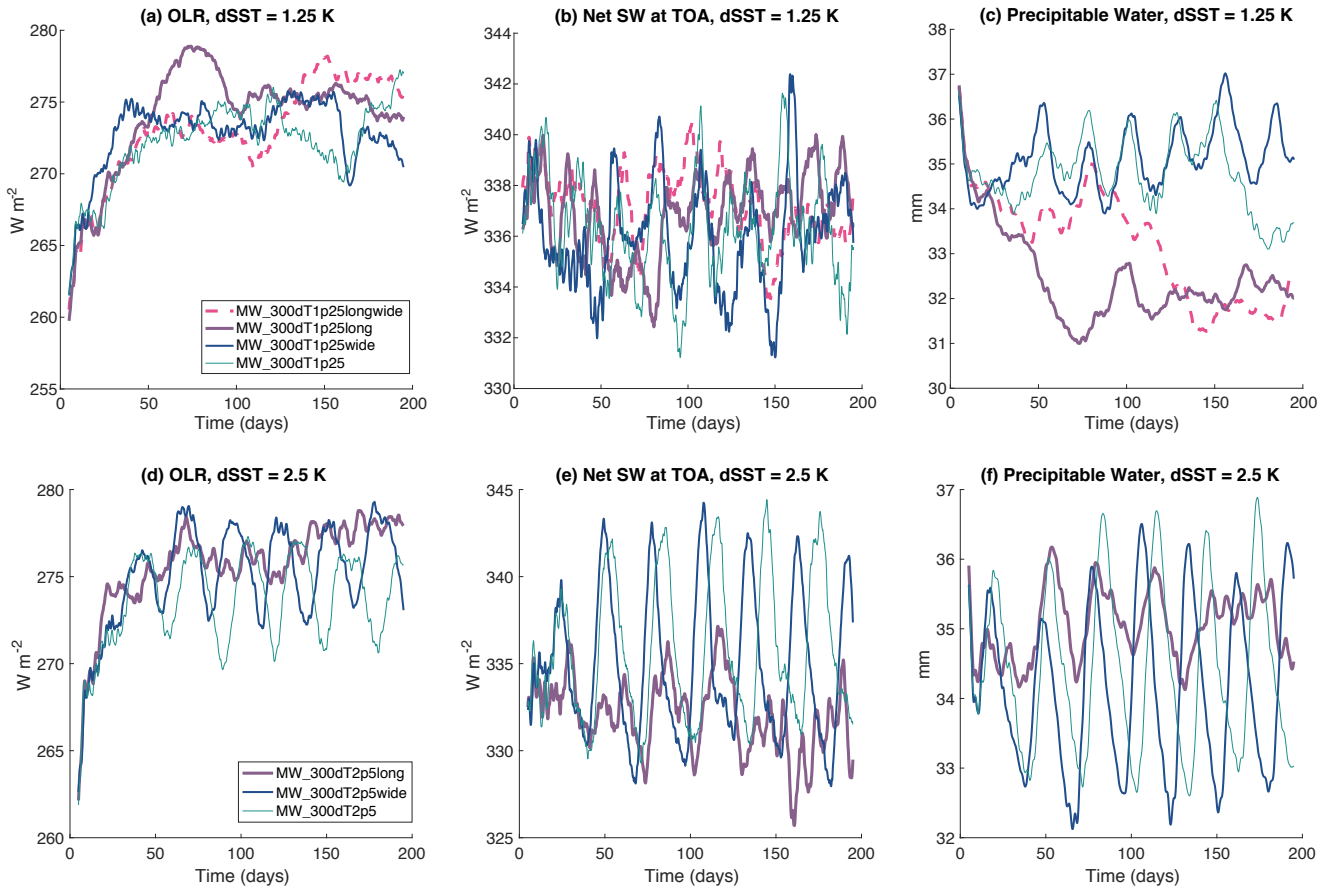 (a) OLR, dSST = 1.25 K
280
275
270
265
260
255
W m-2
0 50 100 150 200
Time (days)
MW_300dT1p25longwide
MW_300dT1p25long
MW_300dT1p25wide
MW_300dT1p25
(b) Net SW at TOA, dSST = 1.25 K
344
342
340
338
336
334
332
330
W m-2
0 50 100 150 200
Time (days)
(c) Precipitable Water, dSST = 1.25 K
38
37
36
35
34
33
32
31
30
mm
0 50 100 150 200
Time (days)
(d) OLR, dSST = 2.5 K
280
275
270
265
260
W m-2
0 50 100 150 200
Time (days)
MW_300dT2p5long
MW_300dT2p5wide
MW_300dT2p5
(e) Net SW at TOA, dSST = 2.5 K
345
340
335
330
325
W m-2
0 50 100 150 200
Time (days)
(f) Precipitable Water, dSST = 2.5 K
37
36
35
34
33
32
mm
0 50 100 150 200
Time (days)